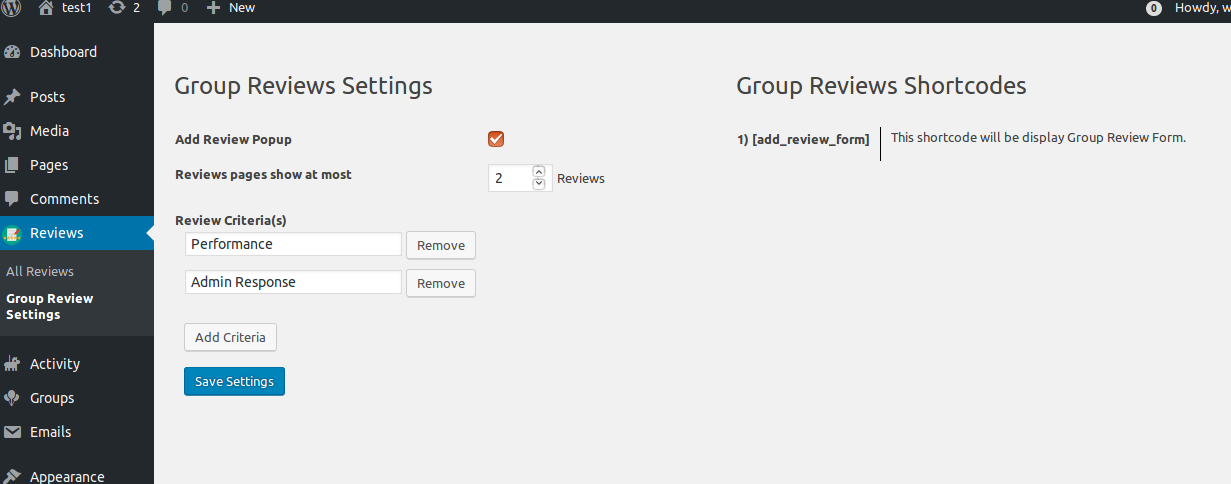 test1 2 0 New 0 Howdy, w
Dashboard
Posts
Media
Pages
Comments
Reviews
All Reviews
Group Review
Settings
Activity
Groups
Emails
Appearance
Group Reviews Settings
Add Review Popup
Reviews pages show at most 2 Reviews
Review Criteria(s)
Performance Remove
Admin Response Remove
Add Criteria
Save Settings
Group Reviews Shortcodes
1) [add_review_form] This shortcode will be display Group Review Form.